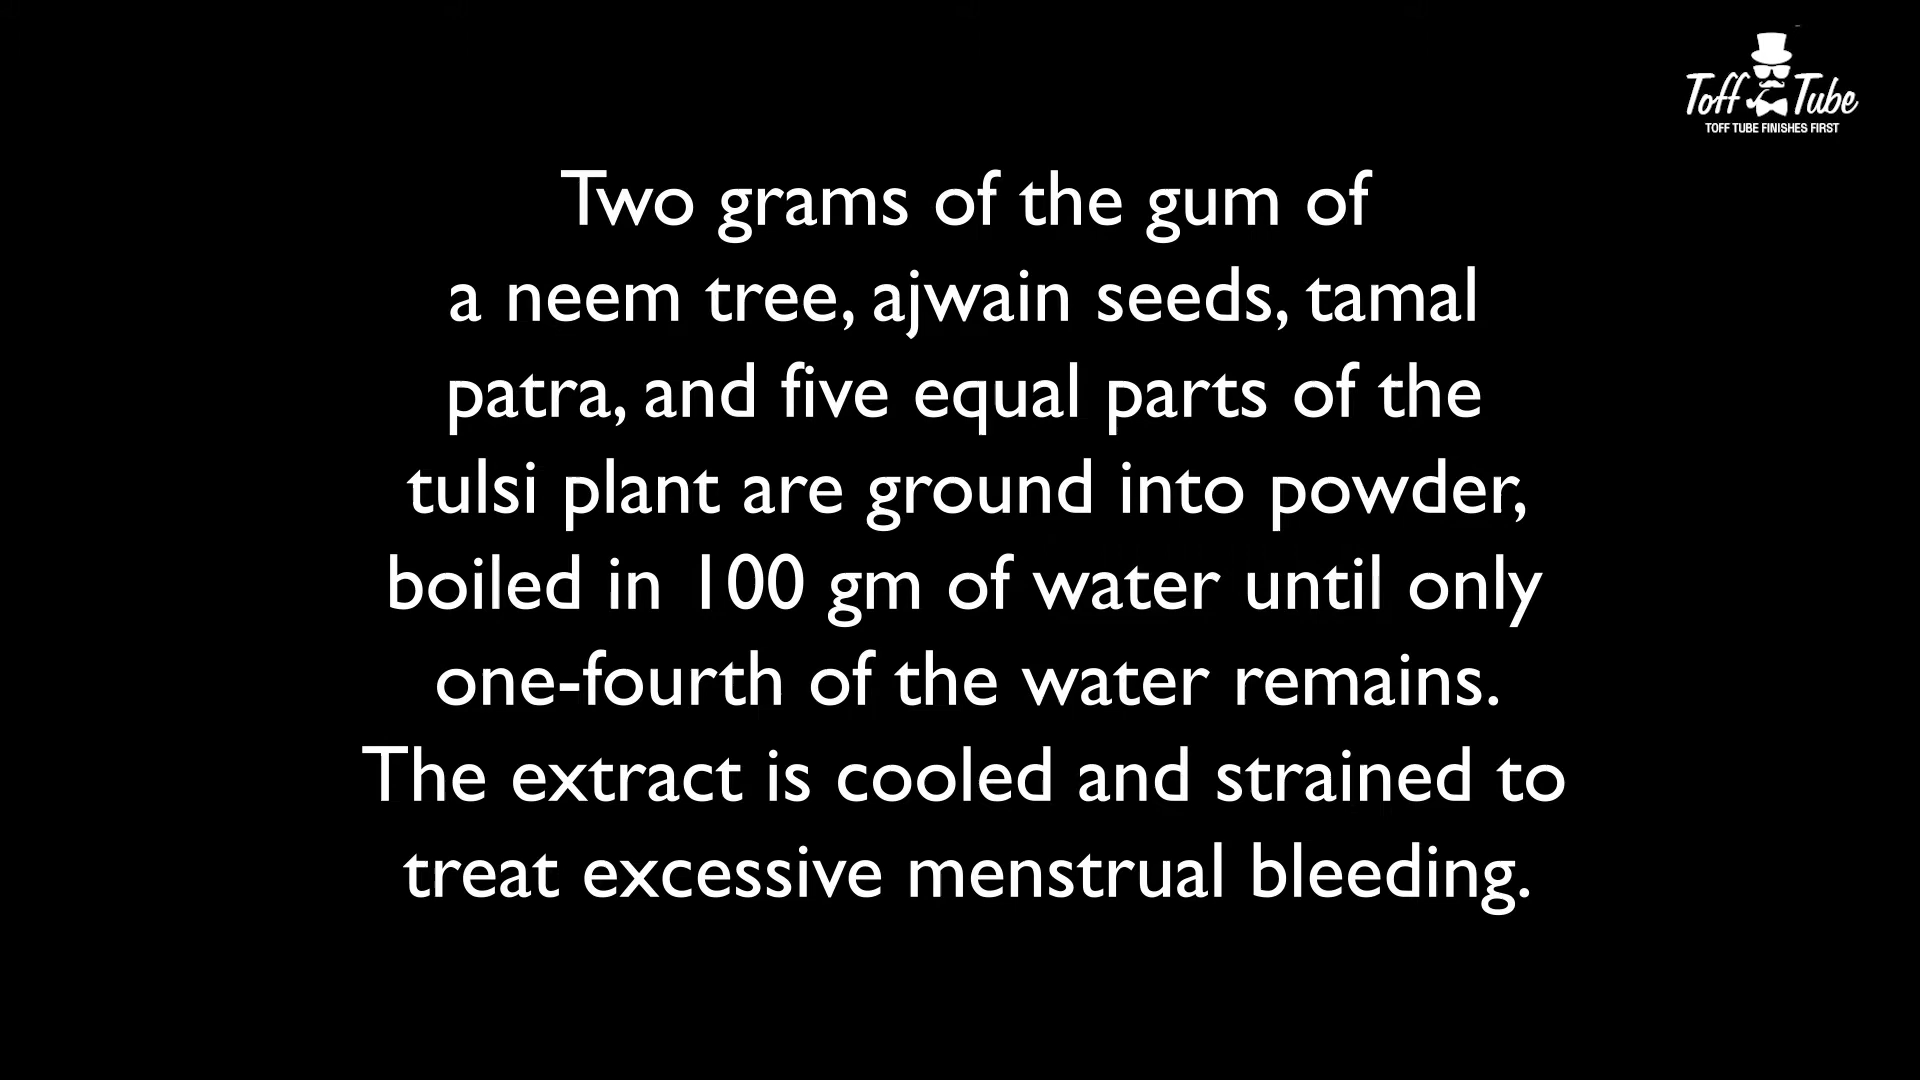 Toff Tube
TOFF TUBE FINISHES FIRST
Two grams of the gum of
a neem tree, ajwain seeds, tamal
patra, and five equal parts of the
tulsi plant are ground into powder,
boiled in 100 gm of water until only
one-fourth of the water remains.
The extract is cooled and strained to
treat excessive menstrual bleeding.